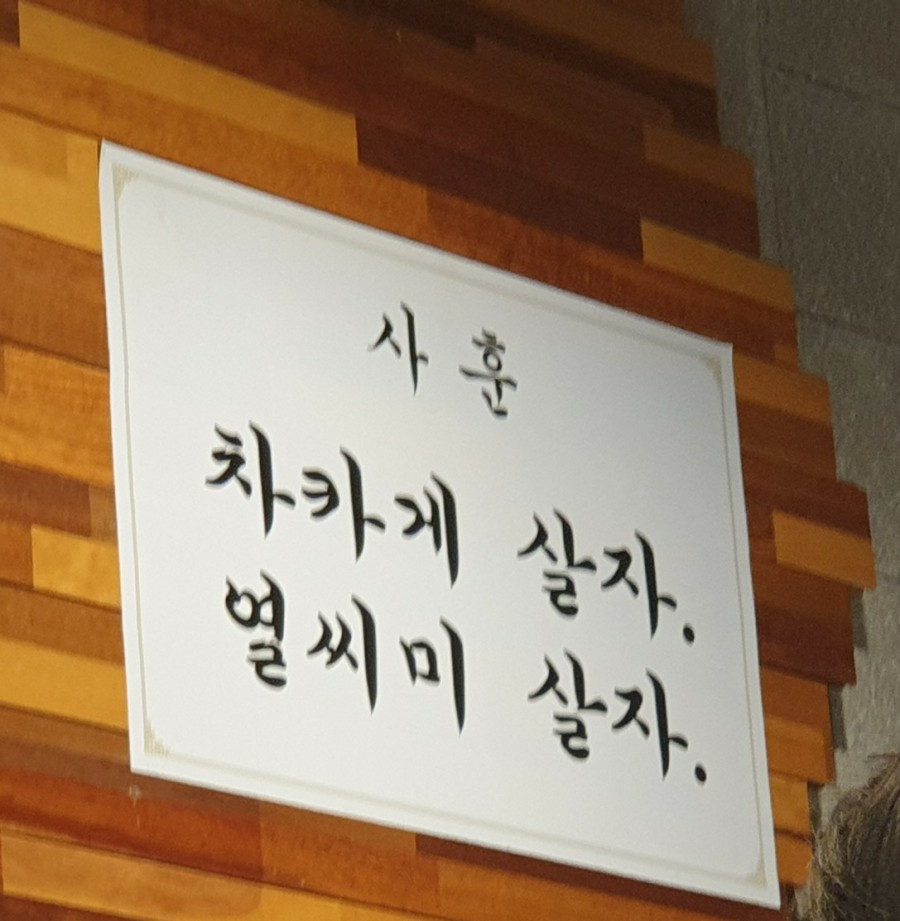 사 훈
차카게 살자.
열씨미 살자.